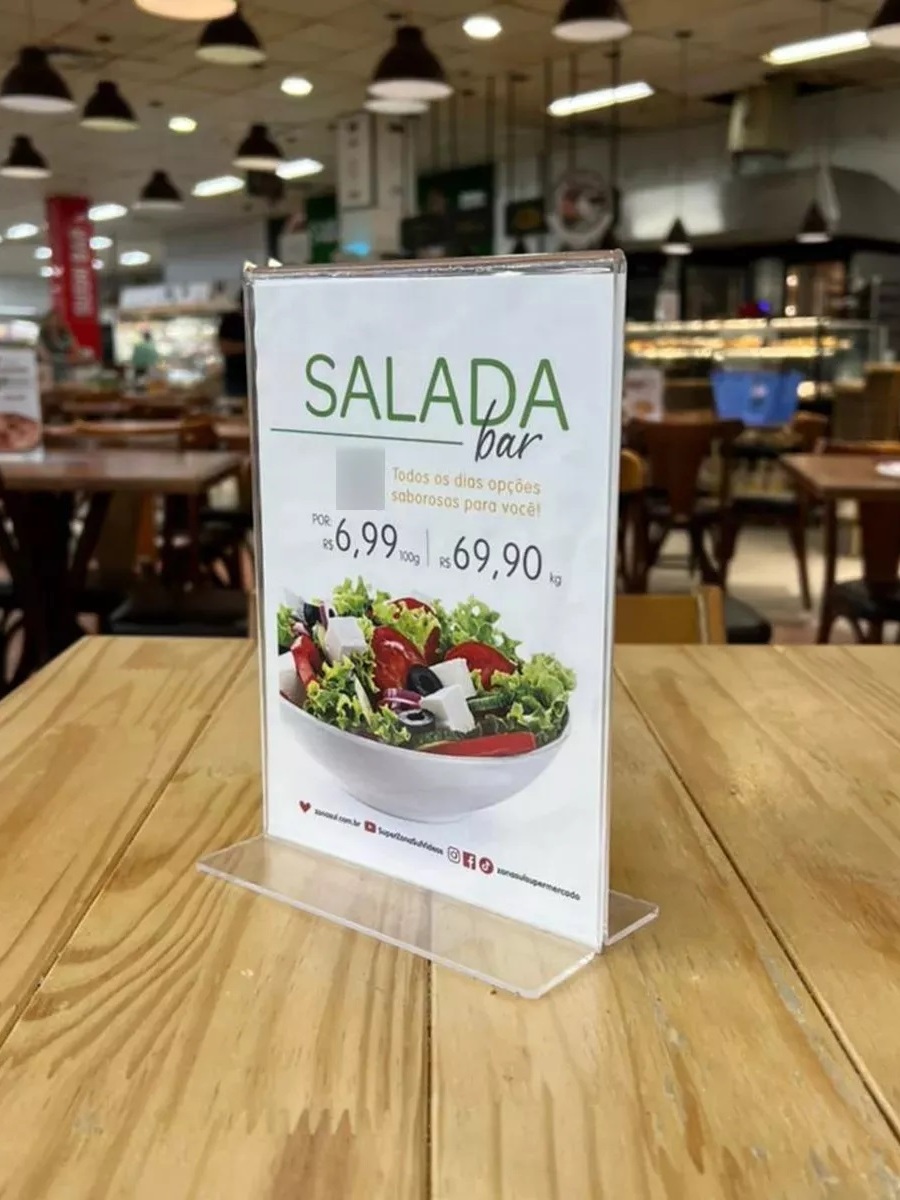 SALADA
bar
Todos os dias opções
saborosas para você!
POR:
R$ 6,99 100g | R$ 69,90 kg
zonasul.com.br SuperZonaSulVideos zonasulsupermercado